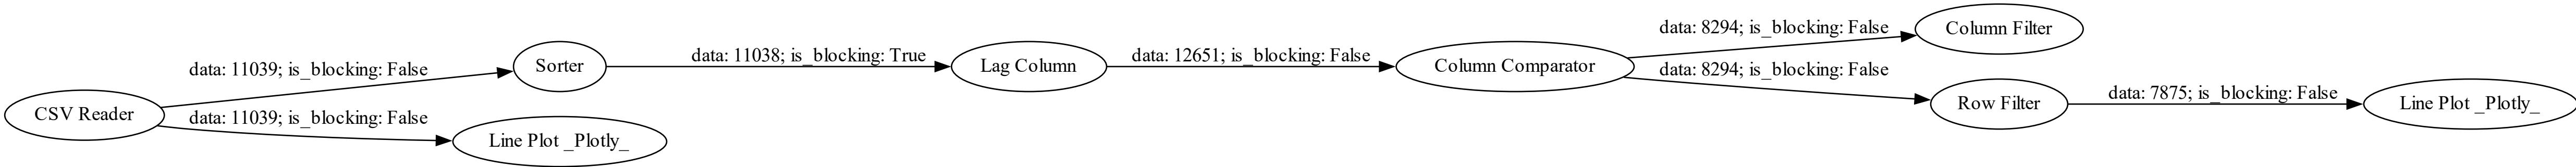 CSV Reader
data: 11039; is_blocking: False
data: 11039; is_blocking: False
Sorter
Line Plot _Plotly_
data: 11038; is_blocking: True
Lag Column
data: 12651; is_blocking: False
Column Comparator
data: 8294; is_blocking: False
data: 8294; is_blocking: False
Column Filter
Row Filter
data: 7875; is_blocking: False
Line Plot _Plotly_